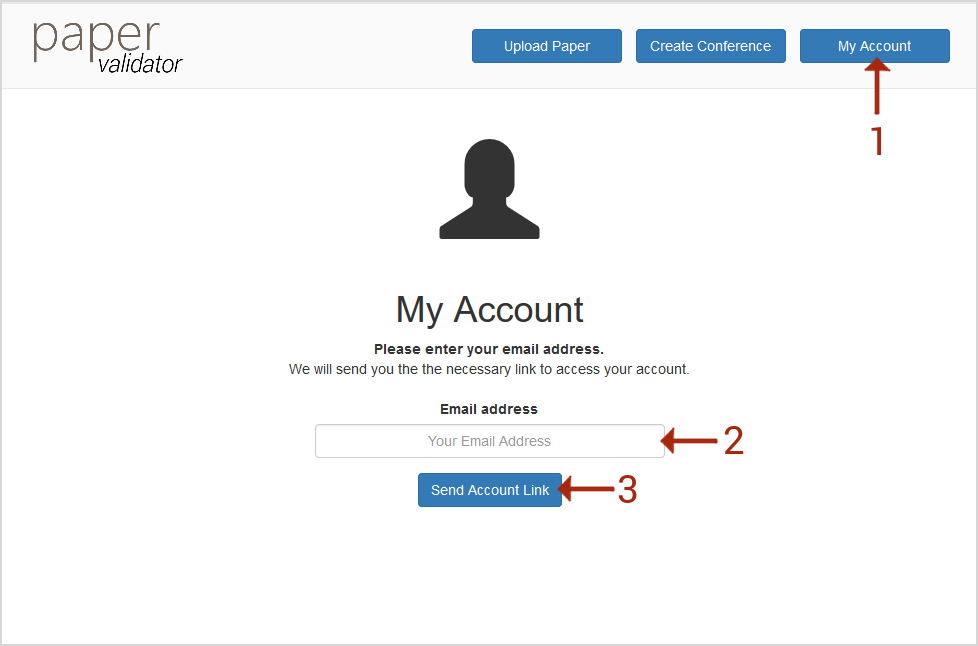 paper
validator
Upload Paper
Create Conference
My Account
1
My Account
Please enter your email address.
We will send you the the necessary link to access your account.
Email address
Your Email Address
2
Send Account Link
3